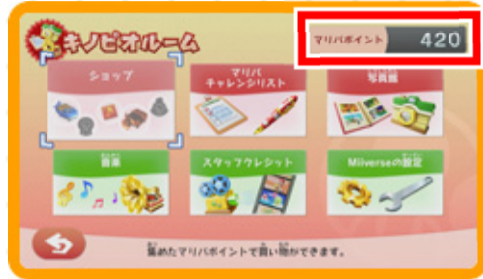 キノピオルーム
マリパポイント 420
ショップ
マリパ
チャレンジリスト
写真館
音楽
スタッフクレジット
Miiverseの設定
集めたマリパポイントで買い物ができます。